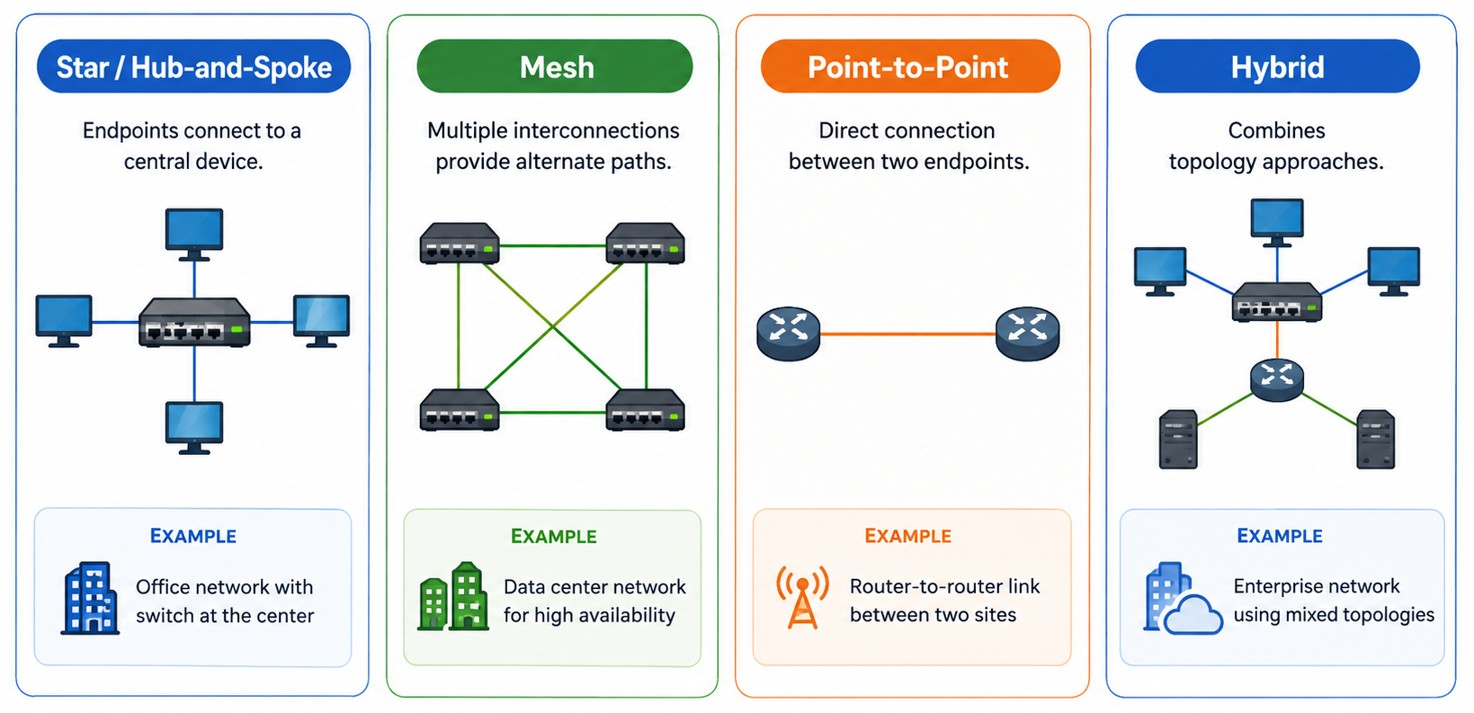 Star / Hub-and-Spoke
Endpoints connect to a
central device.
EXAMPLE
Office network with
switch at the center
Mesh
Multiple interconnections
provide alternate paths.
EXAMPLE
Data center network
for high availability
Point-to-Point
Direct connection
between two endpoints.
EXAMPLE
Router-to-router link
between two sites
Hybrid
Combines
topology approaches.
EXAMPLE
Enterprise network
using mixed topologies